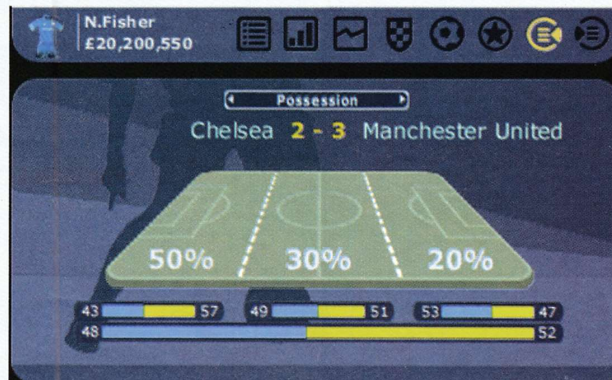 N.Fisher
£20,200,550
Possession
Chelsea 2 - 3 Manchester United
50% 30% 20%
43 57 49 51 53 47
48 52